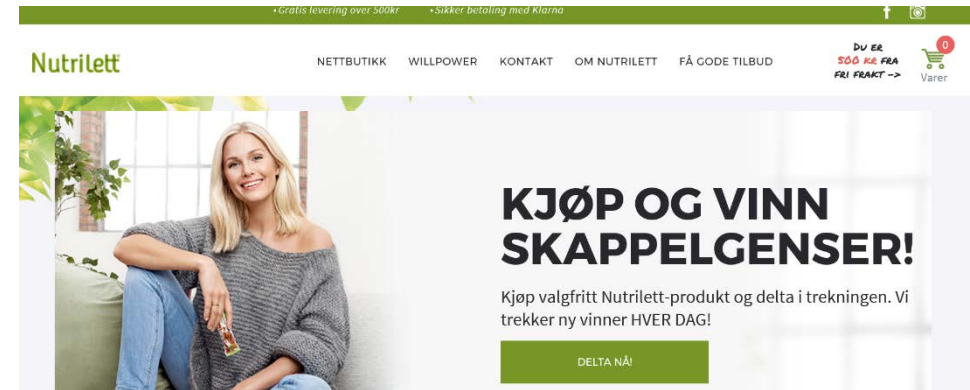 • Gratis levering over 500kr • Sikker betaling med Klarna
Nutrilett
NETTBUTIKK WILLPOWER KONTAKT OM NUTRILETT FÅ GODE TILBUD
DU ER
500 KR FRA
FRI FRAKT ->
0
Varer
KJØP OG VINN
SKAPPELGENSER!
Kjøp valgfritt Nutrilett-produkt og delta i trekningen. Vi
trekker ny vinner HVER DAG!
DELTA NÅ!